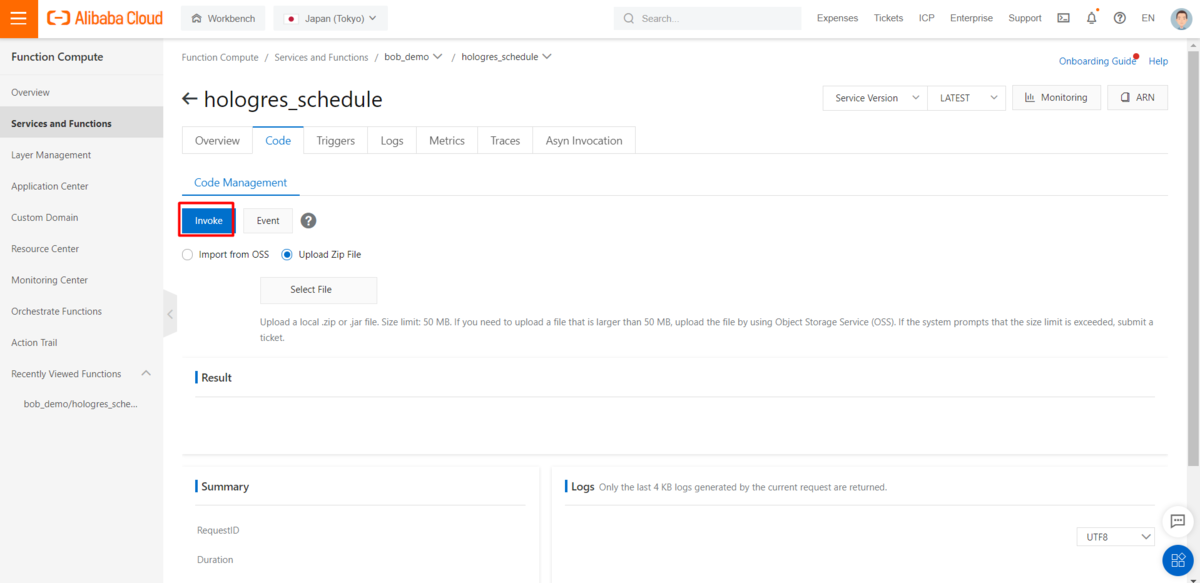 Alibaba Cloud
Workbench
Japan (Tokyo)
Search...
Expenses
Tickets
ICP
Enterprise
Support
EN
Function Compute
Overview
Services and Functions
Layer Management
Application Center
Custom Domain
Resource Center
Monitoring Center
Orchestrate Functions
Action Trail
Recently Viewed Functions
bob_demo/hologres_sche...
Function Compute / Services and Functions / bob_demo / hologres_schedule
Onboarding Guide
Help
hologres_schedule
Service Version
LATEST
Monitoring
ARN
Overview
Code
Triggers
Logs
Metrics
Traces
Asyn Invocation
Code Management
Invoke
Event
?
Import from OSS
Upload Zip File
Select File
Upload a local .zip or .jar file. Size limit: 50 MB. If you need to upload a file that is larger than 50 MB, upload the file by using Object Storage Service (OSS). If the system prompts that the size limit is exceeded, submit a
ticket.
Result
Summary
RequestID
Duration
Logs Only the last 4 KB logs generated by the current request are returned.
UTF8